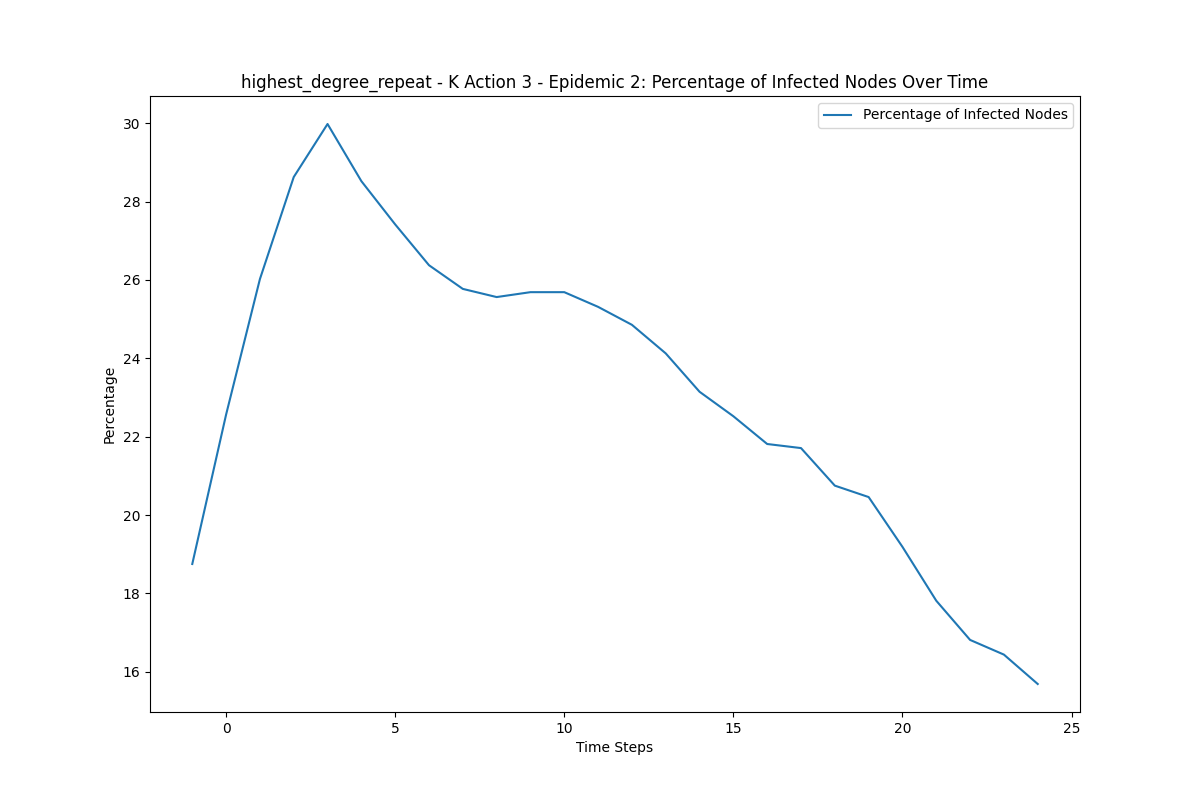 highest_degree_repeat - K Action 3 - Epidemic 2: Percentage of Infected Nodes Over Time
Percentage of Infected Nodes
30
28
26
24
22
20
18
16
Percentage
0 5 10 15 20 25
Time Steps